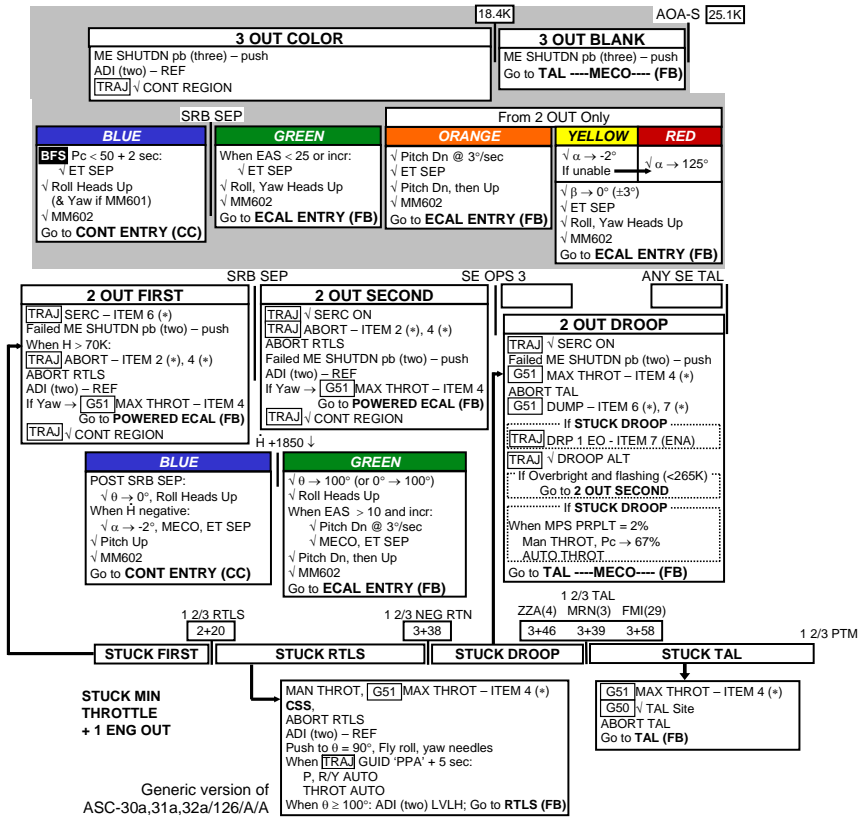 18.4K
AOA-S 25.1K
3 OUT COLOR
ME SHUTDN pb (three) – push
ADI (two) – REF
TRAJ √ CONT REGION
3 OUT BLANK
ME SHUTDN pb (three) – push
Go to TAL ----MECO---- (FB)
SRB SEP
From 2 OUT Only
BLUE
BFS Pc < 50 + 2 sec:
√ ET SEP
√ Roll Heads Up
(& Yaw if MM601)
√ MM602
Go to CONT ENTRY (CC)
GREEN
When EAS < 25 or incr:
√ ET SEP
√ Roll, Yaw Heads Up
√ MM602
Go to ECAL ENTRY (FB)
ORANGE
√ Pitch Dn @ 3°/sec
√ ET SEP
√ Pitch Dn, then Up
√ MM602
Go to ECAL ENTRY (FB)
YELLOW
RED
√ α → -2°
If unable
√ α → 125°
√ β → 0° (±3°)
√ ET SEP
√ Roll, Yaw Heads Up
√ MM602
Go to ECAL ENTRY (FB)
SRB SEP
SE OPS 3
ANY SE TAL
2 OUT FIRST
TRAJ SERC – ITEM 6 (*)
Failed ME SHUTDN pb (two) – push
When H > 70K:
TRAJ ABORT – ITEM 2 (*), 4 (*)
ABORT RTLS
ADI (two) – REF
If Yaw → G51 MAX THROT – ITEM 4
Go to POWERED ECAL (FB)
TRAJ √ CONT REGION
2 OUT SECOND
TRAJ √ SERC ON
TRAJ ABORT – ITEM 2 (*), 4 (*)
ABORT RTLS
Failed ME SHUTDN pb (two) – push
ADI (two) – REF
If Yaw → G51 MAX THROT – ITEM 4
Go to POWERED ECAL (FB)
TRAJ √ CONT REGION
2 OUT DROOP
TRAJ √ SERC ON
Failed ME SHUTDN pb (two) – push
G51 MAX THROT – ITEM 4 (*)
ABORT TAL
G51 DUMP – ITEM 6 (*), 7 (*)
If STUCK DROOP
TRAJ DRP 1 EO - ITEM 7 (ENA)
TRAJ √ DROOP ALT
If Overbright and flashing (<265K)
Go to 2 OUT SECOND
If STUCK DROOP
When MPS PRPLT = 2%
Man THROT, Pc → 67%
AUTO THROT
Go to TAL ----MECO---- (FB)
Ḣ +1850 ↓
BLUE
POST SRB SEP:
√ θ → 0°, Roll Heads Up
When Ḣ negative:
√ α → -2°, MECO, ET SEP
√ Pitch Up
√ MM602
Go to CONT ENTRY (CC)
GREEN
√ θ → 100° (or 0° → 100°)
√ Roll Heads Up
When EAS > 10 and incr:
√ Pitch Dn @ 3°/sec
√ MECO, ET SEP
√ Pitch Dn, then Up
√ MM602
Go to ECAL ENTRY (FB)
1 2/3 RTLS
2+20
1 2/3 NEG RTN
3+38
1 2/3 TAL
ZZA(4) MRN(3) FMI(29)
3+46 3+39 3+58
1 2/3 PTM
STUCK FIRST
STUCK RTLS
STUCK DROOP
STUCK TAL
STUCK MIN
THROTTLE
+ 1 ENG OUT
MAN THROT, G51 MAX THROT – ITEM 4 (*)
CSS,
ABORT RTLS
ADI (two) – REF
Push to θ = 90°, Fly roll, yaw needles
When TRAJ GUID 'PPA' + 5 sec:
P, R/Y AUTO
THROT AUTO
When θ ≥ 100°: ADI (two) LVLH; Go to RTLS (FB)
G51 MAX THROT – ITEM 4 (*)
G50 √ TAL Site
ABORT TAL
Go to TAL (FB)
Generic version of
ASC-30a,31a,32a/126/A/A